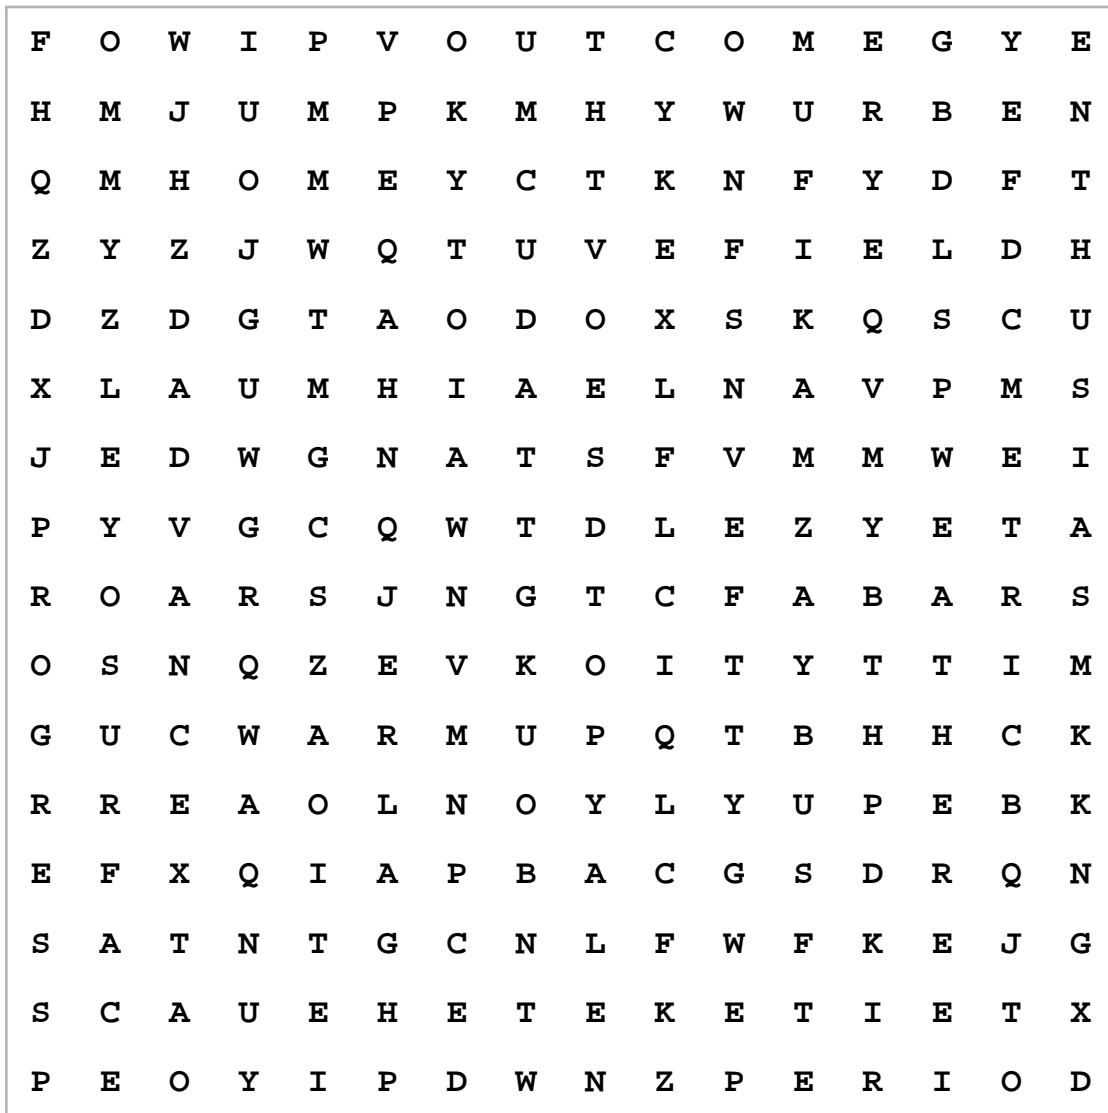 F O W I P V O U T C O M E G Y E
H M J U M P K M H Y W U R B E N
Q M H O M E Y C T K N F Y D F T
Z Y Z J W Q T U V E F I E L D H
D Z D G T A O D O X S K Q S C U
X L A U M H I A E L N A V P M S
J E D W G N A T S F V M M W E I
P Y V G C Q W T D L E Z Y E T A
R O A R S J N G T C F A B A R S
O S N Q Z E V K O I T Y T T I M
G U C W A R M U P Q T B H H C K
R R E A O L N O Y L Y U P E B K
E F X Q I A P B A C G S D R Q N
S A T N T G C N L F W F K E J G
S C A U E H E T E K E T I E T X
P E O Y I P D W N Z P E R I O D